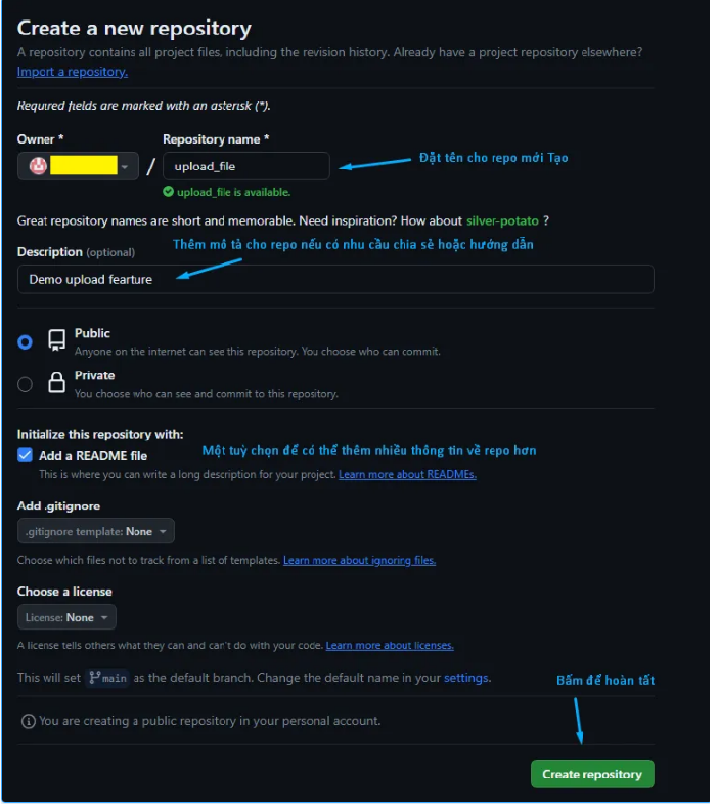 Create a new repository
A repository contains all project files, including the revision history. Already have a project repository elsewhere?
Import a repository.
Required fields are marked with an asterisk (*).
Owner * Repository name *
/ upload_file
Đặt tên cho repo mới Tạo
upload_file is available.
Great repository names are short and memorable. Need inspiration? How about silver-potato ?
Thêm mô tả cho repo nếu có nhu cầu chia sẻ hoặc hướng dẫn
Description (optional)
Demo upload fearture
Public
Anyone on the internet can see this repository. You choose who can commit.
Private
You choose who can see and commit to this repository.
Initialize this repository with:
Add a README file
Một tuỳ chọn để có thể thêm nhiều thông tin về repo hơn
This is where you can write a long description for your project. Learn more about READMEs.
Add .gitignore
.gitignore template: None
Choose which files not to track from a list of templates. Learn more about ignoring files.
Choose a license
License: None
A license tells others what they can and can't do with your code. Learn more about licenses.
This will set main as the default branch. Change the default name in your settings.
Bấm để hoàn tất
You are creating a public repository in your personal account.
Create repository